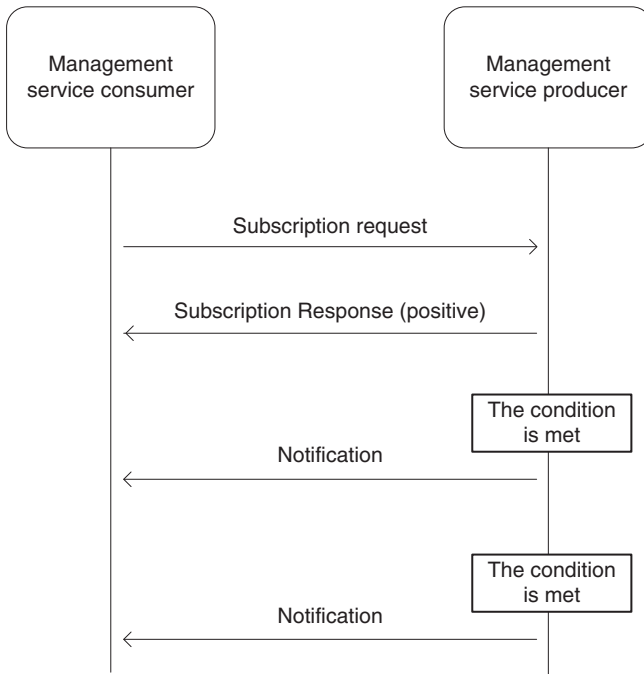 Management
service consumer
Management
service producer
Subscription request
Subscription Response (positive)
The condition
is met
Notification
The condition
is met
Notification